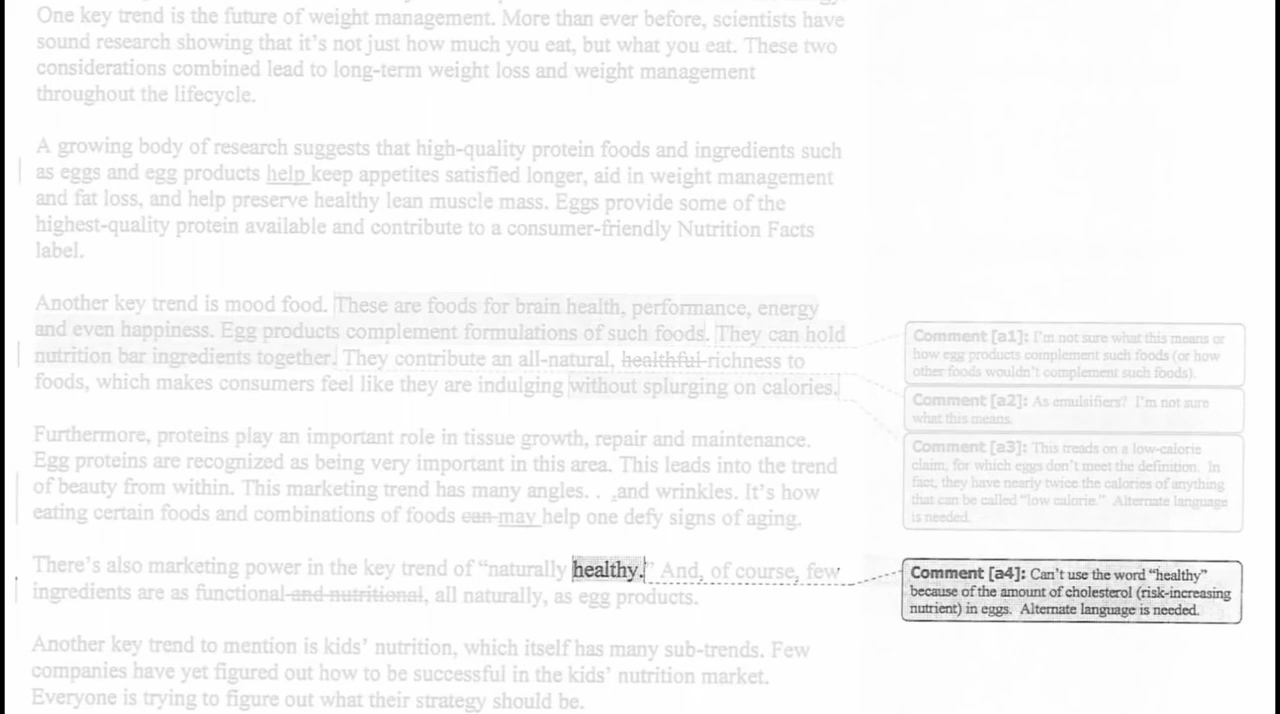 One key trend is the future of weight management. More than ever before, scientists have
sound research showing that it's not just how much you eat, but what you eat. These two
considerations combined lead to long-term weight loss and weight management
throughout the lifecycle.
A growing body of research suggests that high-quality protein foods and ingredients such
as eggs and egg products help keep appetites satisfied longer, aid in weight management
and fat loss, and help preserve healthy lean muscle mass. Eggs provide some of the
highest-quality protein available and contribute to a consumer-friendly Nutrition Facts
label.
Another key trend is mood food. These are foods for brain health, performance, energy
and even happiness. Egg products complement formulations of such foods. They can hold
nutrition bar ingredients together. They contribute an all-natural, healthful richness to
foods, which makes consumers feel like they are indulging without splurging on calories.
Comment [a1]: I'm not sure what this means or
how egg products complement such foods (or how
other foods wouldn't complement such foods).
Comment [a2]: As emulsifiers? I'm not sure
what this means.
Comment [a3]: This treads on a low-calorie
claim, for which eggs don't meet the definition. In
fact, they have nearly twice the calories of anything
that can be called "low calorie." Alternate language
is needed.
Furthermore, proteins play an important role in tissue growth, repair and maintenance.
Egg proteins are recognized as being very important in this area. This leads into the trend
of beauty from within. This marketing trend has many angles. . .and wrinkles. It's how
eating certain foods and combinations of foods can may help one defy signs of aging.
There's also marketing power in the key trend of "naturally healthy." And, of course, few
ingredients are as functional and nutritional, all naturally, as egg products.
Comment [a4]: Can't use the word "healthy"
because of the amount of cholesterol (risk-increasing
nutrient) in eggs. Alternate language is needed.
Another key trend to mention is kids' nutrition, which itself has many sub-trends. Few
companies have yet figured out how to be successful in the kids' nutrition market.
Everyone is trying to figure out what their strategy should be.